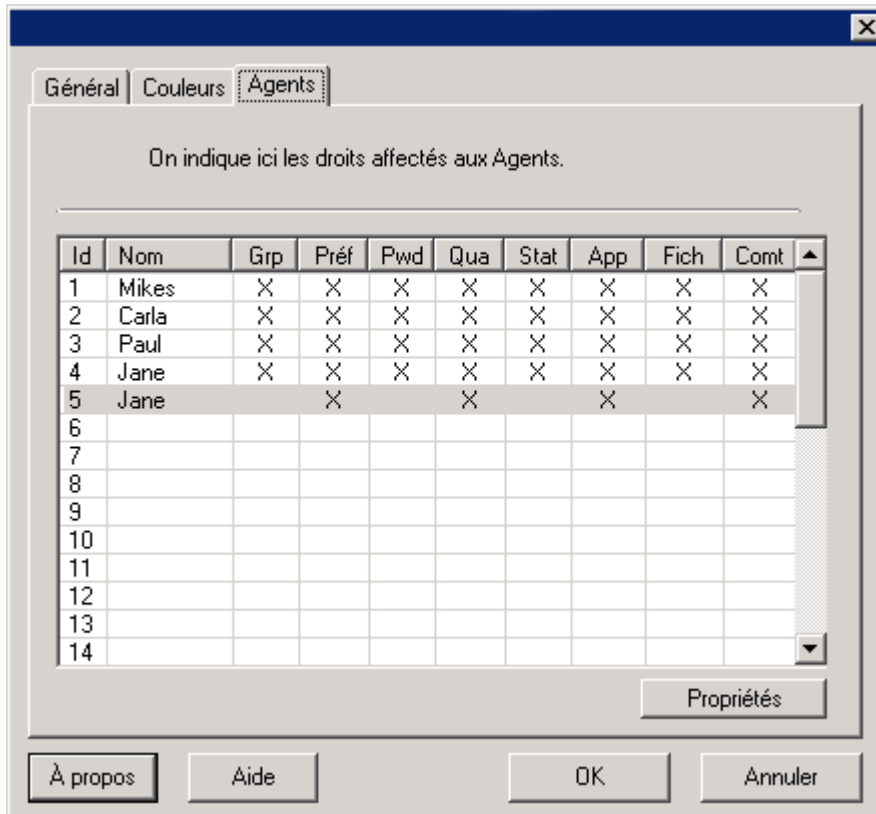 Général Couleurs Agents
On indique ici les droits affectés aux Agents.
Id Nom Grp Préf Pwd Qua Stat App Fich Comt
1 Mikes X X X X X X X X
2 Carla X X X X X X X X
3 Paul X X X X X X X X
4 Jane X X X X X X X X
5 Jane X X X X
6
7
8
9
10
11
12
13
14
Propriétés
À propos Aide OK Annuler